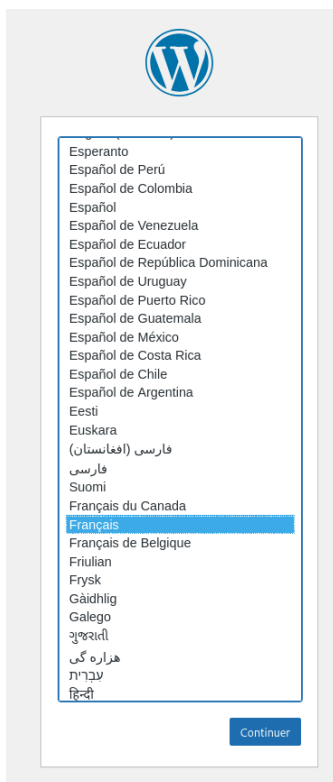 Esperanto
Español de Perú
Español de Colombia
Español
Español de Venezuela
Español de Ecuador
Español de República Dominicana
Español de Uruguay
Español de Puerto Rico
Español de Guatemala
Español de México
Español de Costa Rica
Español de Chile
Español de Argentina
Eesti
Euskara
(فارسی (افغانستان
فارسی
Suomi
Français du Canada
Français
Français de Belgique
Friulian
Frysk
Gàidhlig
Galego
ગુજરાતી
هزاره گی
עִבְרִית
हिन्दी
Continuer